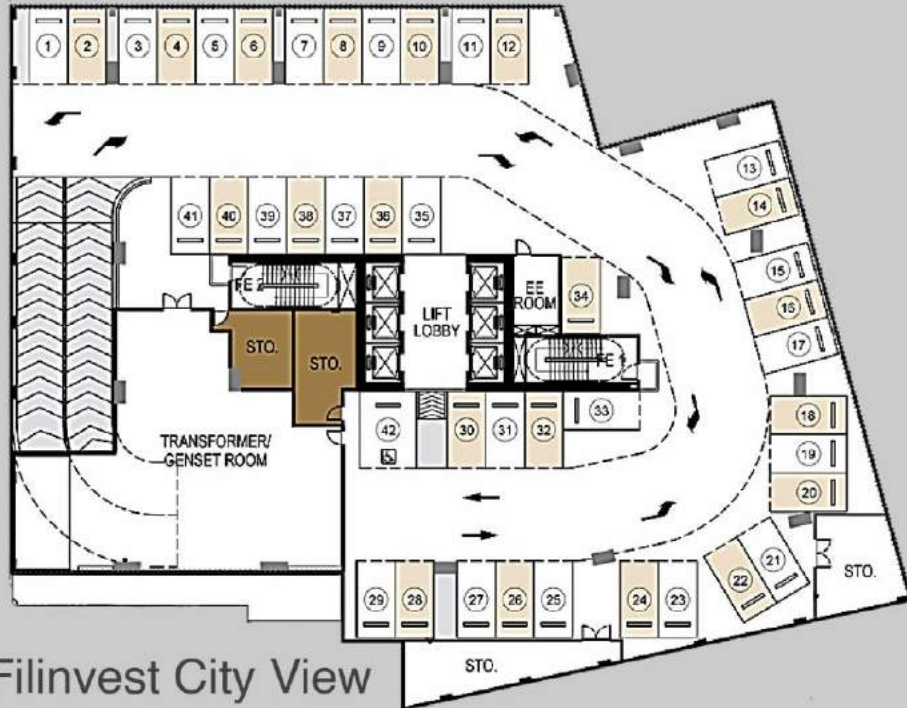 1 2 3 4 5 6 7 8 9 10 11 12
13
14
41 40 39 38 37 36 35
15
16
17
FE 2
LIFT
LOBBY
EE
ROOM
34
STO.
STO.
FE 1
42 30 31 32 33
18
19
20
TRANSFORMER/
GENSET ROOM
29 28 27 26 25 24 23 22 21
STO.
STO.
Filinvest City View